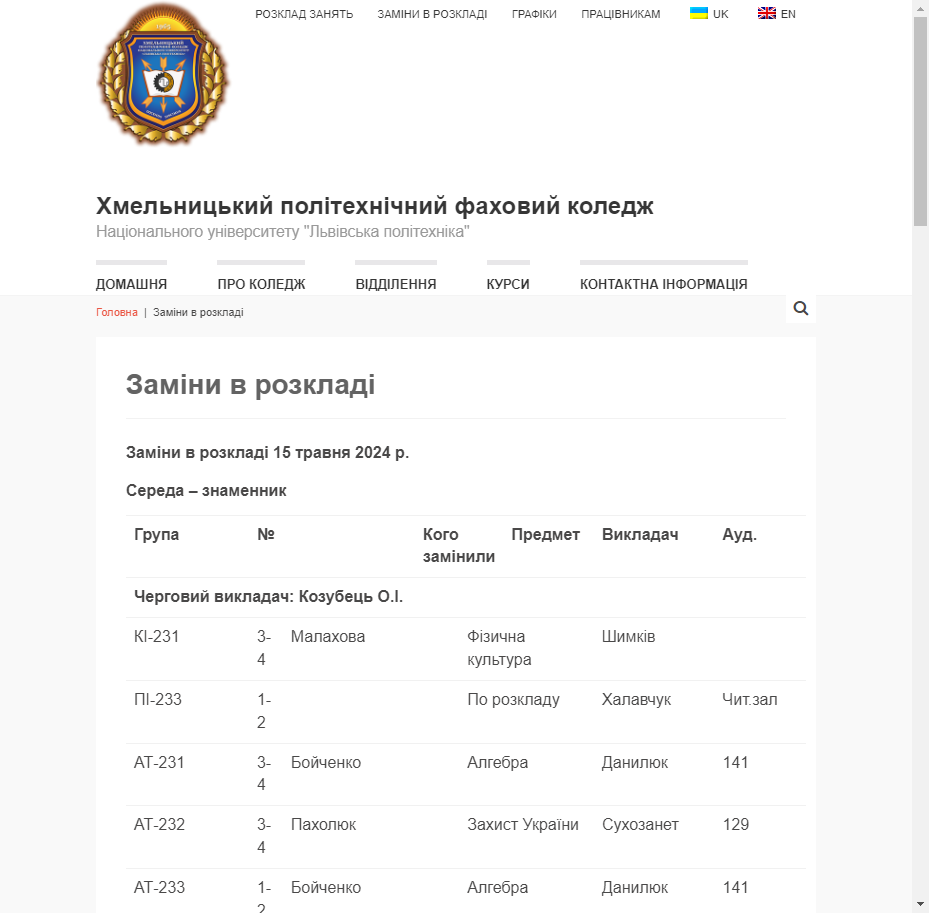 РОЗКЛАД ЗАНЯТЬ ЗАМІНИ В РОЗКЛАДІ ГРАФІКИ ПРАЦІВНИКАМ UK EN
ХМЕЛЬНИЦЬКИЙ
ПОЛІТЕХНІЧНИЙ КОЛЕДЖ
Хмельницький політехнічний фаховий коледж
Національного університету "Львівська політехніка"
ДОМАШНЯ ПРО КОЛЕДЖ ВІДДІЛЕННЯ КУРСИ КОНТАКТНА ІНФОРМАЦІЯ
Головна | Заміни в розкладі
Заміни в розкладі
Заміни в розкладі 15 травня 2024 р.
Середа – знаменник
Група № Кого замінили Предмет Викладач Ауд.
Черговий викладач: Козубець О.І.
КІ-231 3-4 Малахова Фізична культура Шимків
ПІ-233 1-2 По розкладу Халавчук Чит.зал
АТ-231 3-4 Бойченко Алгебра Данилюк 141
АТ-232 3-4 Пахолюк Захист України Сухозанет 129
АТ-233 1-2 Бойченко Алгебра Данилюк 141